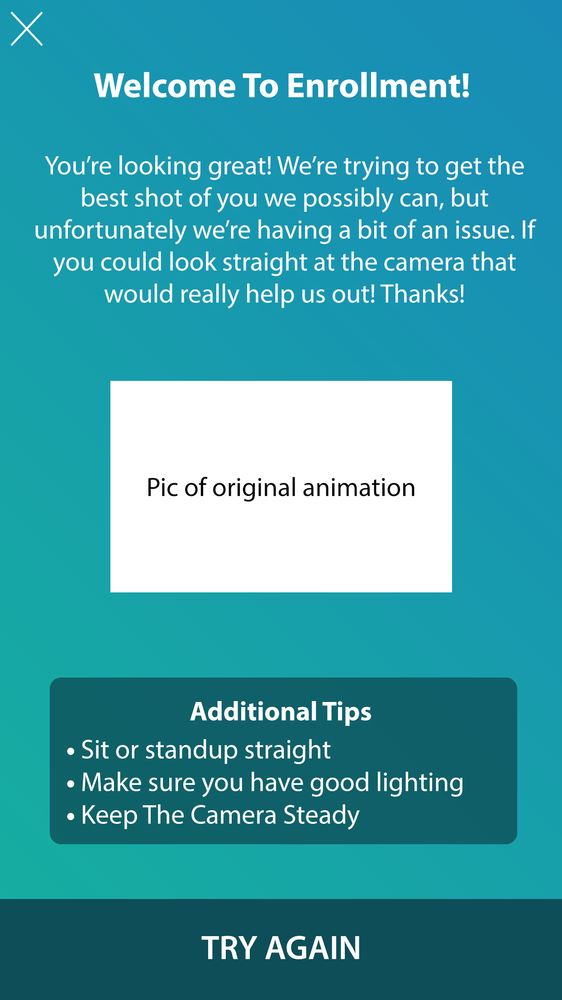 Welcome To Enrollment!
You’re looking great! We’re trying to get the
best shot of you we possibly can, but
unfortunately we’re having a bit of an issue. If
you could look straight at the camera that
would really help us out! Thanks!
Pic of original animation
Additional Tips
• Sit or standup straight
• Make sure you have good lighting
• Keep The Camera Steady
TRY AGAIN